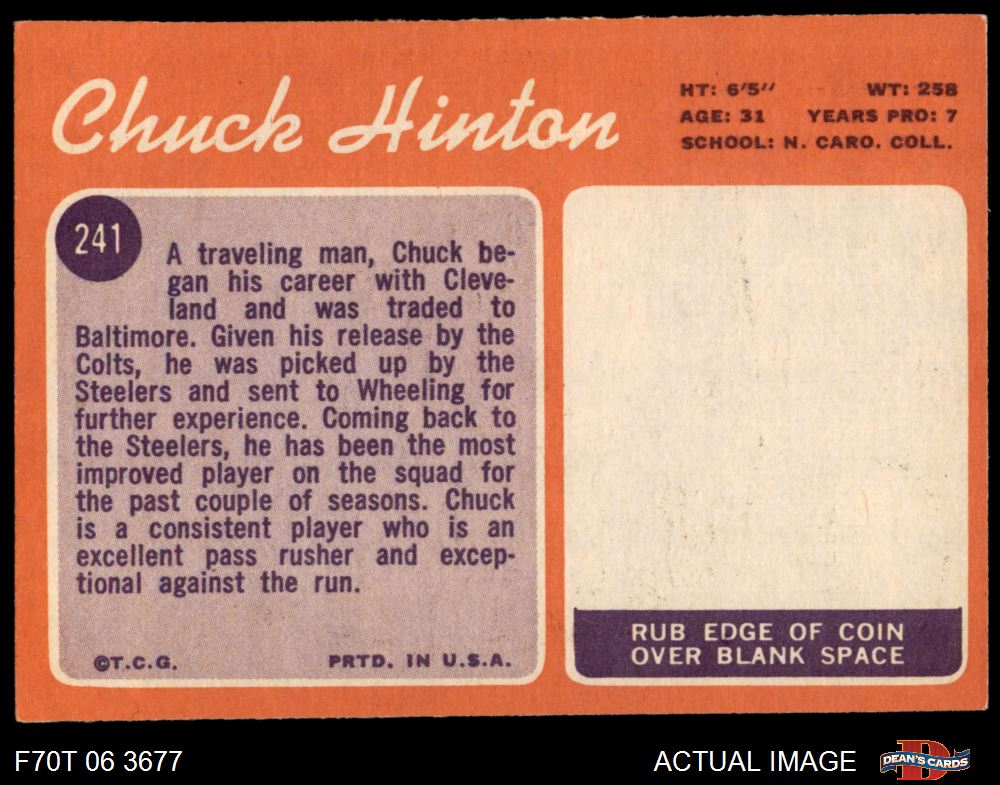 Chuck Hinton
HT: 6'5" WT: 258
AGE: 31 YEARS PRO: 7
SCHOOL: N. CARO. COLL.
241
A traveling man, Chuck be-
gan his career with Cleve-
land and was traded to
Baltimore. Given his release by the
Colts, he was picked up by the
Steelers and sent to Wheeling for
further experience. Coming back to
the Steelers, he has been the most
improved player on the squad for
the past couple of seasons. Chuck
is a consistent player who is an
excellent pass rusher and excep-
tional against the run.
©T.C.G. PRTD. IN U.S.A.
RUB EDGE OF COIN
OVER BLANK SPACE
F70T 06 3677 ACTUAL IMAGE
D
DEAN'S CARDS